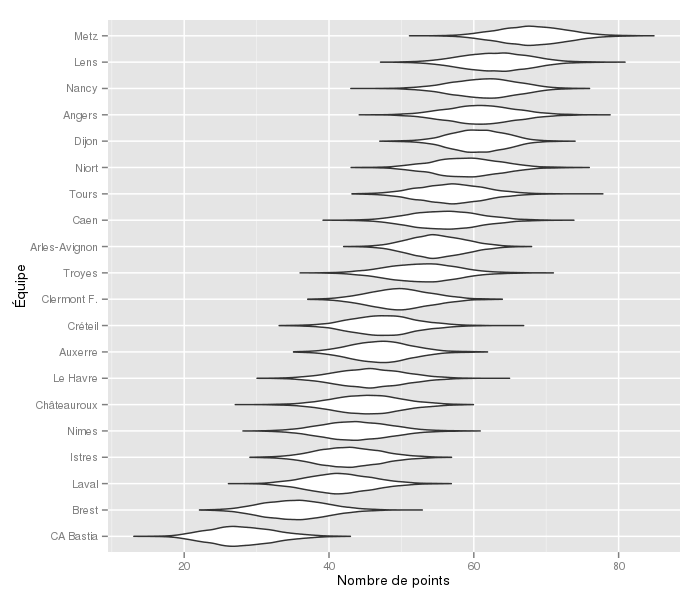 Metz
Lens
Nancy
Angers
Dijon
Niort
Tours
Caen
Arles-Avignon
Troyes
Clermont F.
Créteil
Auxerre
Le Havre
Châteauroux
Nimes
Istres
Laval
Brest
CA Bastia
Équipe
20 40 60 80
Nombre de points